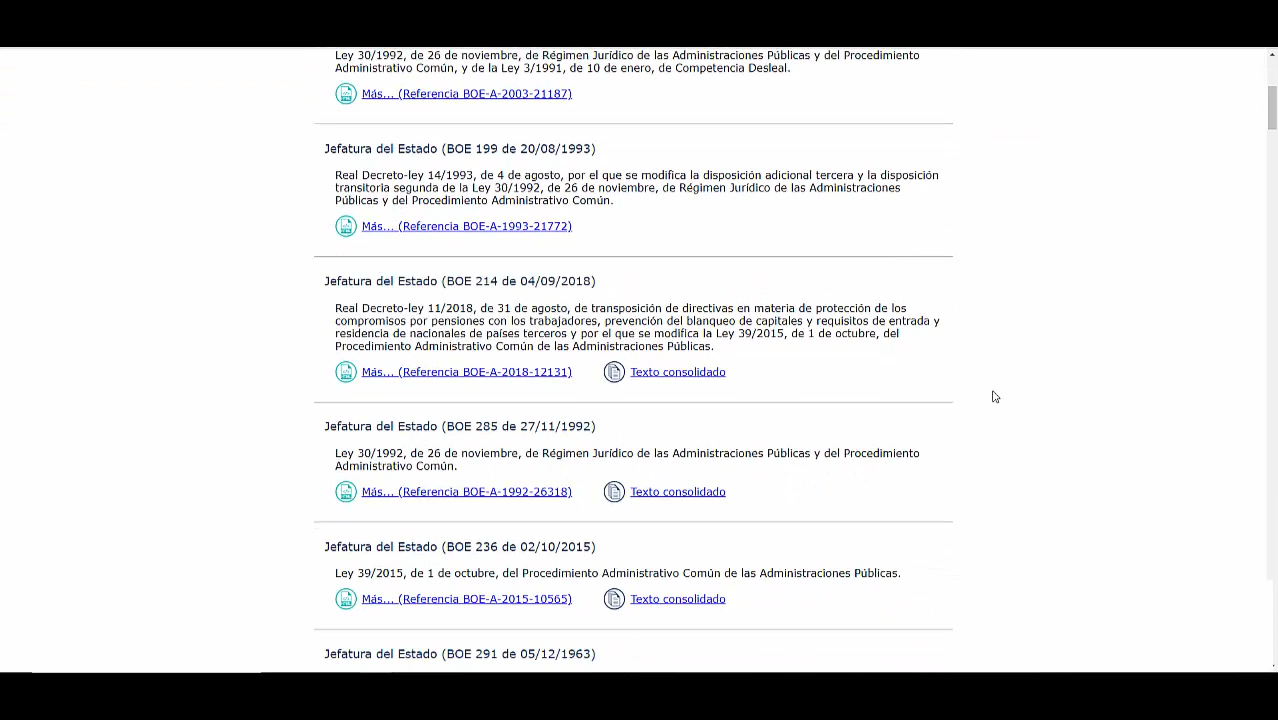 Ley 30/1992, de 26 de noviembre, de Régimen Jurídico de las Administraciones Públicas y del Procedimiento
Administrativo Común, y de la Ley 3/1991, de 10 de enero, de Competencia Desleal.
Más... (Referencia BOE-A-2003-21187)
Jefatura del Estado (BOE 199 de 20/08/1993)
Real Decreto-ley 14/1993, de 4 de agosto, por el que se modifica la disposición adicional tercera y la disposición
transitoria segunda de la Ley 30/1992, de 26 de noviembre, de Régimen Jurídico de las Administraciones
Públicas y del Procedimiento Administrativo Común.
Más... (Referencia BOE-A-1993-21772)
Jefatura del Estado (BOE 214 de 04/09/2018)
Real Decreto-ley 11/2018, de 31 de agosto, de transposición de directivas en materia de protección de los
compromisos por pensiones con los trabajadores, prevención del blanqueo de capitales y requisitos de entrada y
residencia de nacionales de países terceros y por el que se modifica la Ley 39/2015, de 1 de octubre, del
Procedimiento Administrativo Común de las Administraciones Públicas.
Más... (Referencia BOE-A-2018-12131) Texto consolidado
Jefatura del Estado (BOE 285 de 27/11/1992)
Ley 30/1992, de 26 de noviembre, de Régimen Jurídico de las Administraciones Públicas y del Procedimiento
Administrativo Común.
Más... (Referencia BOE-A-1992-26318) Texto consolidado
Jefatura del Estado (BOE 236 de 02/10/2015)
Ley 39/2015, de 1 de octubre, del Procedimiento Administrativo Común de las Administraciones Públicas.
Más... (Referencia BOE-A-2015-10565) Texto consolidado
Jefatura del Estado (BOE 291 de 05/12/1963)